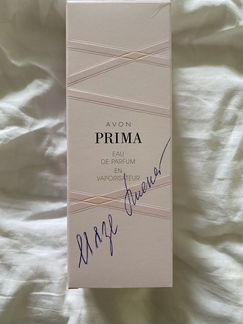 AVON
PRIMA
EAU
DE PARFUM
EN
VAPORISATEUR